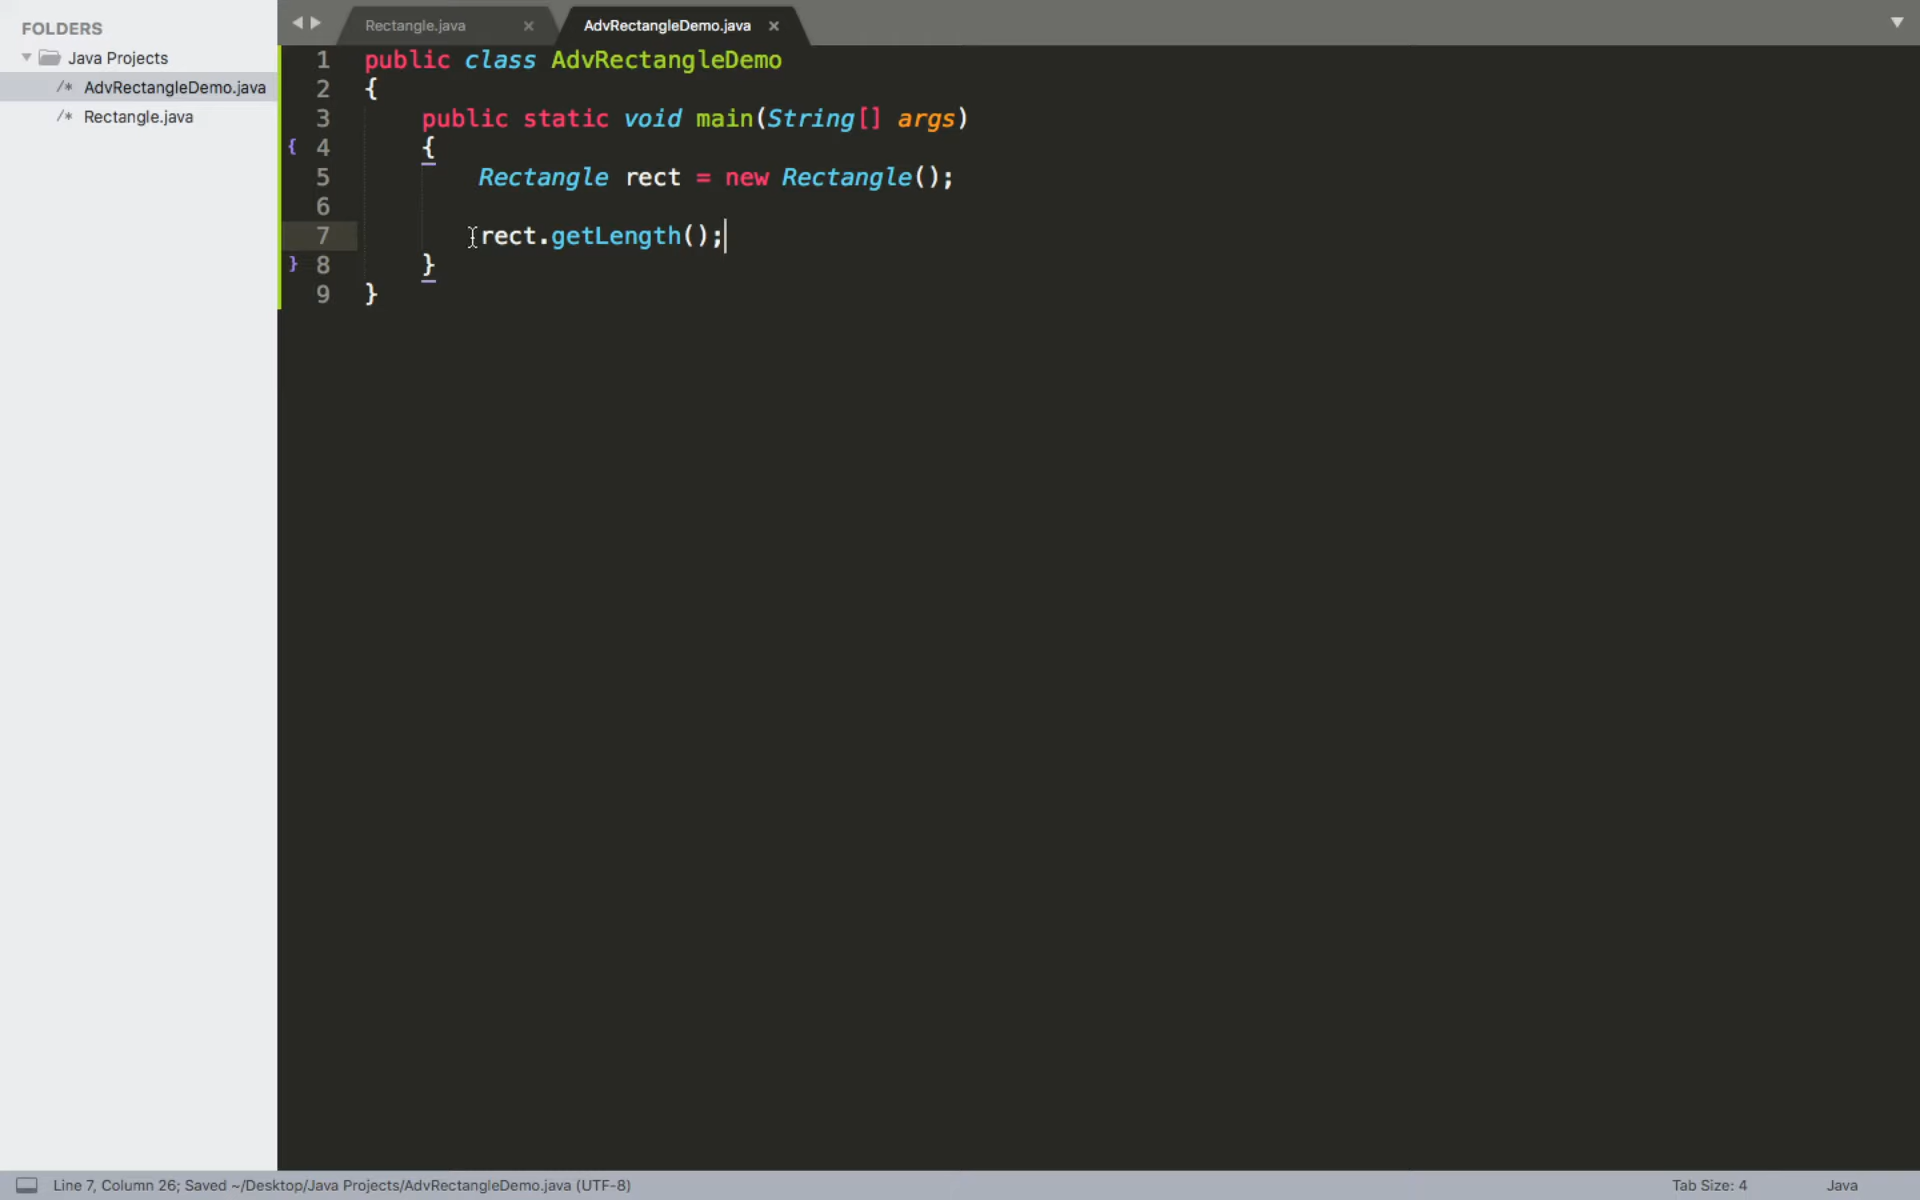 FOLDERS
Java Projects
/* AdvRectangleDemo.java
/* Rectangle.java
Rectangle.java ×
AdvRectangleDemo.java ×
1 public class AdvRectangleDemo
2 {
3 public static void main(String[] args)
{ 4 {
5 Rectangle rect = new Rectangle();
6
7 rect.getLength();
} 8 }
9 }
Line 7, Column 26; Saved ~/Desktop/Java Projects/AdvRectangleDemo.java (UTF-8)
Tab Size: 4
Java